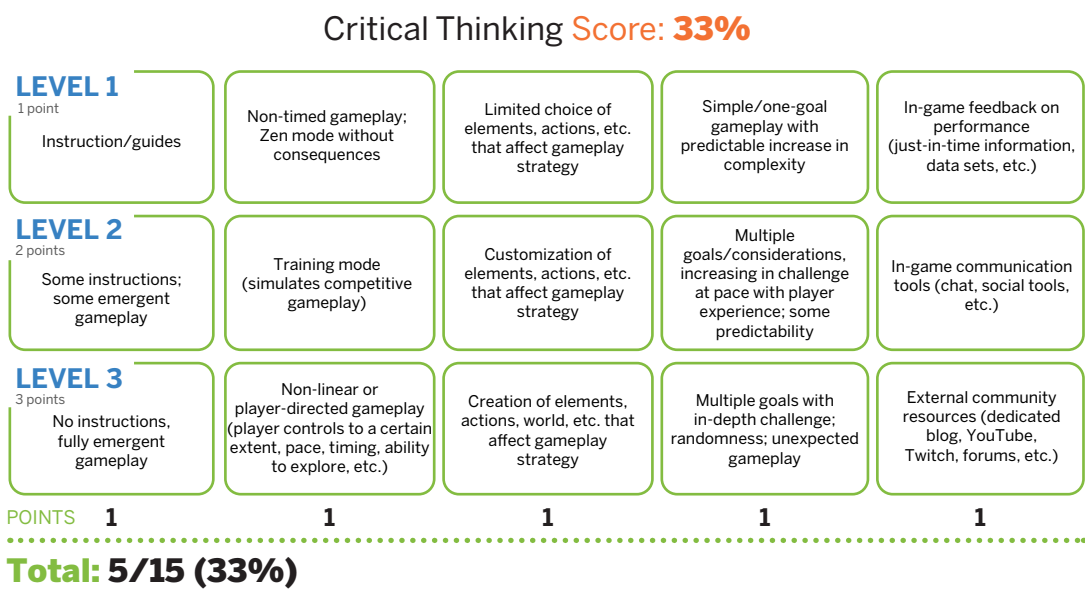 Critical Thinking Score: 33%
LEVEL 1
1 point
Instruction/guides
Non-timed gameplay;
Zen mode without
consequences
Limited choice of
elements, actions, etc.
that affect gameplay
strategy
Simple/one-goal
gameplay with
predictable increase in
complexity
In-game feedback on
performance
(just-in-time information,
data sets, etc.)
LEVEL 2
2 points
Some instructions;
some emergent
gameplay
Training mode
(simulates competitive
gameplay)
Customization of
elements, actions, etc.
that affect gameplay
strategy
Multiple
goals/considerations,
increasing in challenge
at pace with player
experience; some
predictability
In-game communication
tools (chat, social tools,
etc.)
LEVEL 3
3 points
No instructions,
fully emergent
gameplay
Non-linear or
player-directed gameplay
(player controls to a certain
extent, pace, timing, ability
to explore, etc.)
Creation of elements,
actions, world, etc. that
affect gameplay
strategy
Multiple goals with
in-depth challenge;
randomness; unexpected
gameplay
External community
resources (dedicated
blog, YouTube,
Twitch, forums, etc.)
POINTS 1 1 1 1 1
Total: 5/15 (33%)